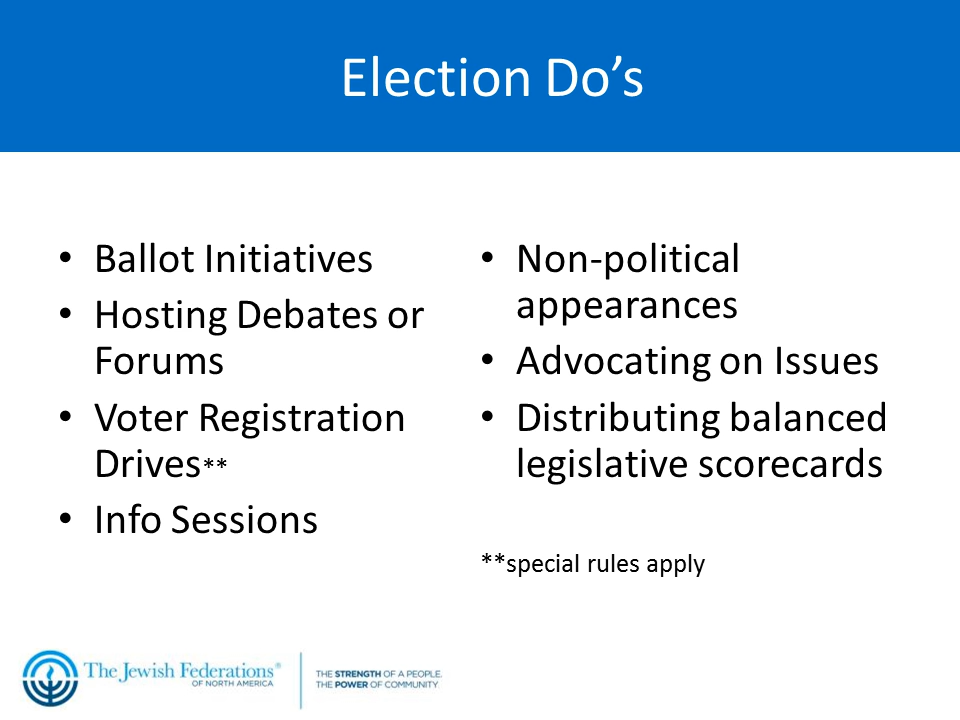 Election Do’s
• Ballot Initiatives
• Hosting Debates or
Forums
• Voter Registration
Drives**
• Info Sessions
• Non-political
appearances
• Advocating on Issues
• Distributing balanced
legislative scorecards
**special rules apply
The Jewish Federations®
OF NORTH AMERICA
THE STRENGTH OF A PEOPLE.
THE POWER OF COMMUNITY.